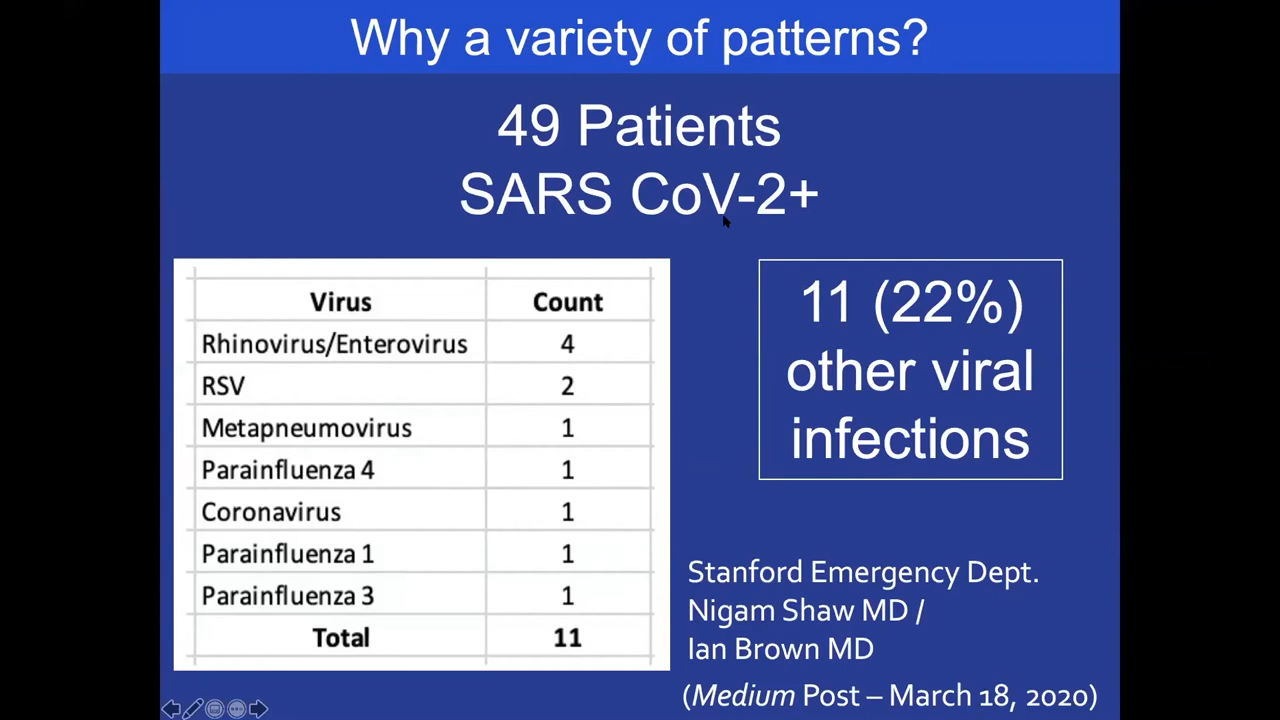 Why a variety of patterns?
49 Patients
SARS CoV-2+
Virus Count
Rhinovirus/Enterovirus 4
RSV 2
Metapneumovirus 1
Parainfluenza 4 1
Coronavirus 1
Parainfluenza 1 1
Parainfluenza 3 1
Total 11
11 (22%)
other viral
infections
Stanford Emergency Dept.
Nigam Shaw MD /
Ian Brown MD
(Medium Post – March 18, 2020)